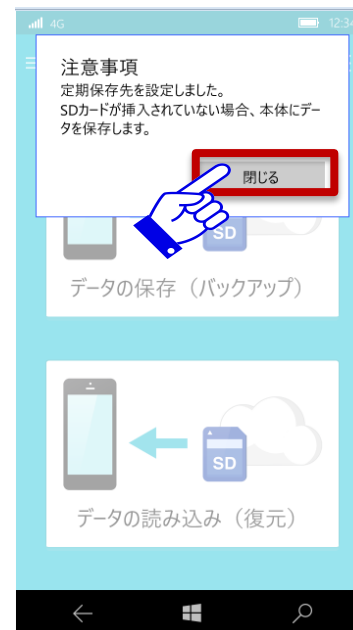 4G 12:34
注意事項
定期保存先を設定しました。
SDカードが挿入されていない場合、本体にデー
タを保存します。
閉じる
SD
データの保存（バックアップ）
SD
データの読み込み（復元）